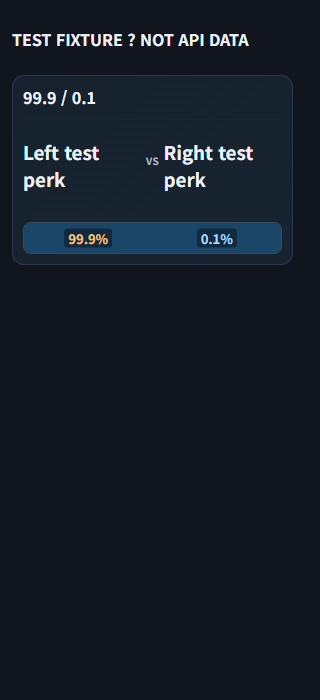 TEST FIXTURE ? NOT API DATA
99.9 / 0.1
Left test perk
vs
Right test perk
99.9%
0.1%